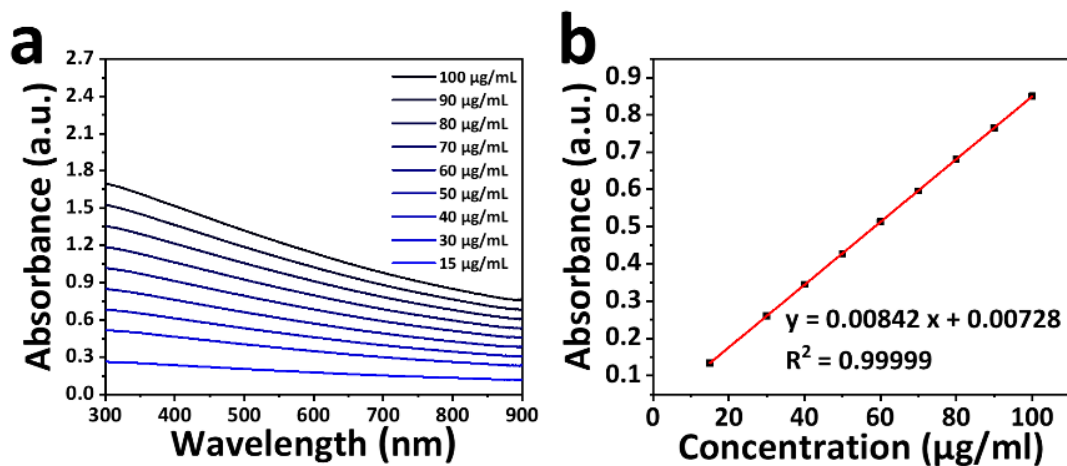 a
2.7
2.4
2.1
1.8
1.5
1.2
0.9
0.6
0.3
0.0
Absorbance (a.u.)
300 400 500 600 700 800 900
Wavelength (nm)
100 μg/mL
90 μg/mL
80 μg/mL
70 μg/mL
60 μg/mL
50 μg/mL
40 μg/mL
30 μg/mL
15 μg/mL
b
0.9
0.8
0.7
0.6
0.5
0.4
0.3
0.2
0.1
Absorbance (a.u.)
y = 0.00842 x + 0.00728
R² = 0.99999
0 20 40 60 80 100
Concentration (μg/ml)